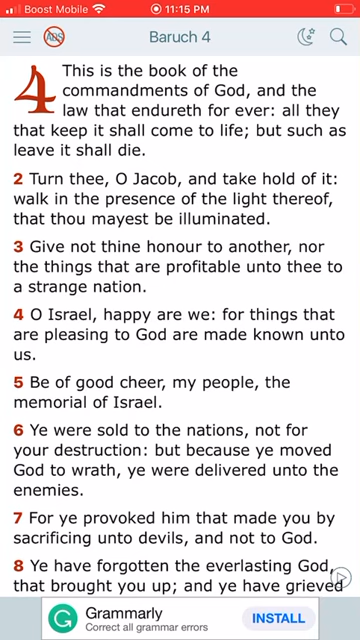 Boost Mobile 11:15 PM
ADS Baruch 4
4 This is the book of the
commandments of God, and the
law that endureth for ever: all they
that keep it shall come to life; but such as
leave it shall die.
2 Turn thee, O Jacob, and take hold of it:
walk in the presence of the light thereof,
that thou mayest be illuminated.
3 Give not thine honour to another, nor
the things that are profitable unto thee to
a strange nation.
4 O Israel, happy are we: for things that
are pleasing to God are made known unto
us.
5 Be of good cheer, my people, the
memorial of Israel.
6 Ye were sold to the nations, not for
your destruction: but because ye moved
God to wrath, ye were delivered unto the
enemies.
7 For ye provoked him that made you by
sacrificing unto devils, and not to God.
8 Ye have forgotten the everlasting God,
that brought you up; and ye have grieved
Grammarly
Correct all grammar errors
INSTALL